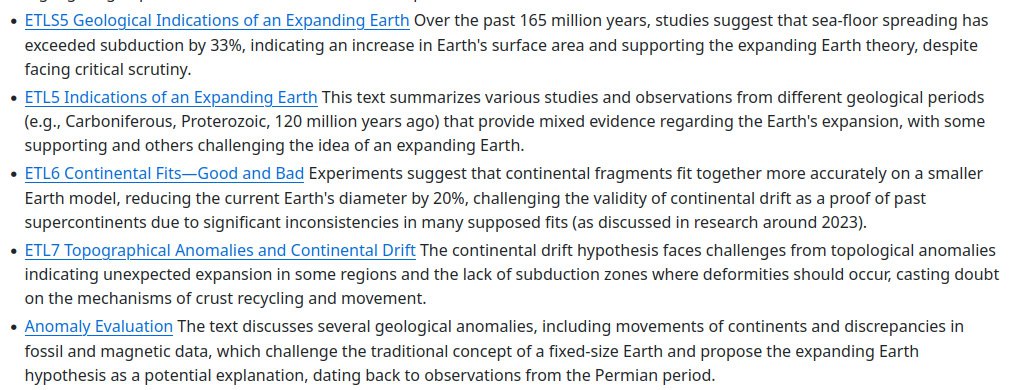 • ETLS5 Geological Indications of an Expanding Earth Over the past 165 million years, studies suggest that sea-floor spreading has
exceeded subduction by 33%, indicating an increase in Earth's surface area and supporting the expanding Earth theory, despite
facing critical scrutiny.
• ETL5 Indications of an Expanding Earth This text summarizes various studies and observations from different geological periods
(e.g., Carboniferous, Proterozoic, 120 million years ago) that provide mixed evidence regarding the Earth's expansion, with some
supporting and others challenging the idea of an expanding Earth.
• ETL6 Continental Fits—Good and Bad Experiments suggest that continental fragments fit together more accurately on a smaller
Earth model, reducing the current Earth's diameter by 20%, challenging the validity of continental drift as a proof of past
supercontinents due to significant inconsistencies in many supposed fits (as discussed in research around 2023).
• ETL7 Topographical Anomalies and Continental Drift The continental drift hypothesis faces challenges from topological anomalies
indicating unexpected expansion in some regions and the lack of subduction zones where deformities should occur, casting doubt
on the mechanisms of crust recycling and movement.
• Anomaly Evaluation The text discusses several geological anomalies, including movements of continents and discrepancies in
fossil and magnetic data, which challenge the traditional concept of a fixed-size Earth and propose the expanding Earth
hypothesis as a potential explanation, dating back to observations from the Permian period.